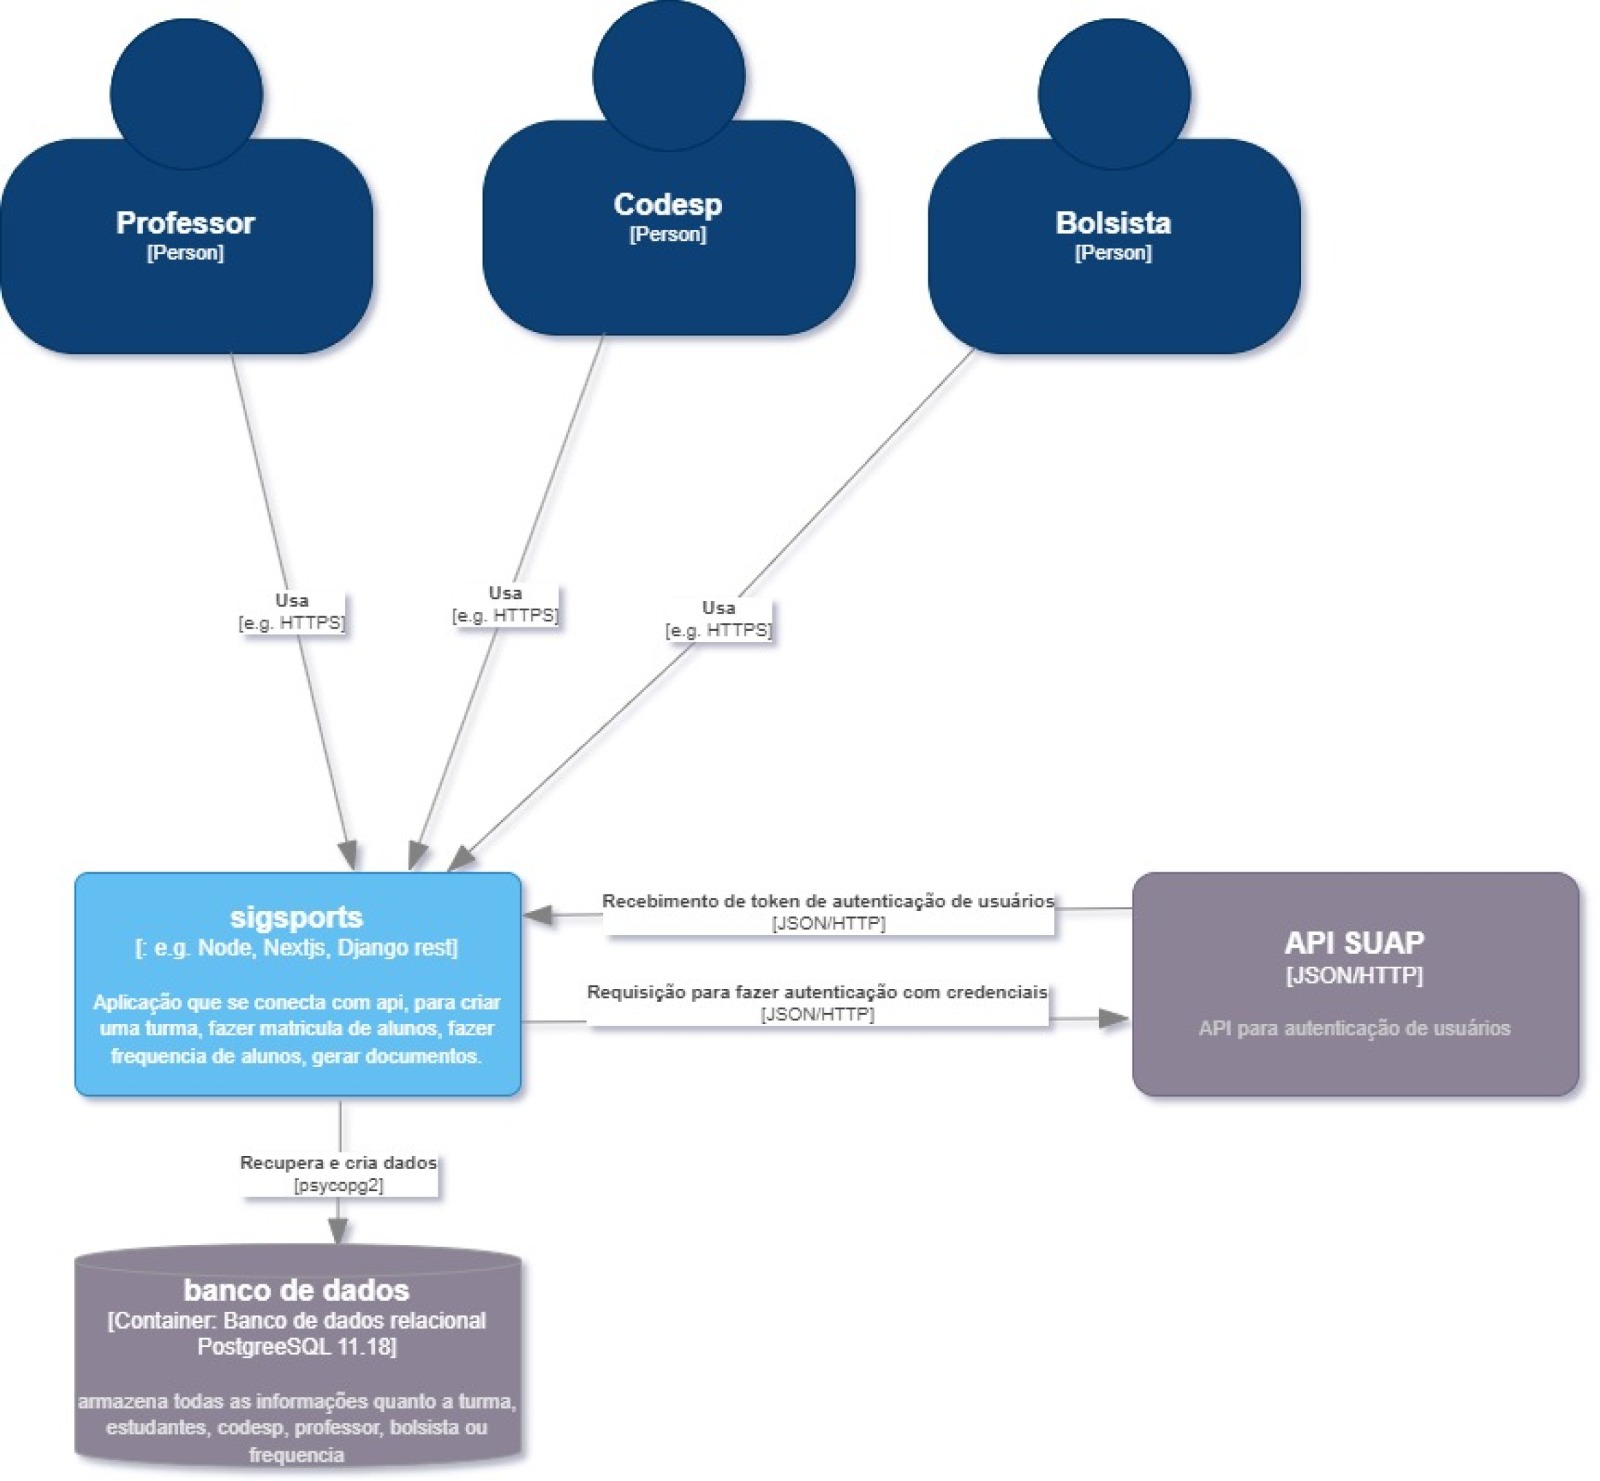 Professor
[Person]
Codesp
[Person]
Bolsista
[Person]
Usa
[e.g. HTTPS]
Usa
[e.g. HTTPS]
Usa
[e.g. HTTPS]
sigsports
[: e.g. Node, Nextjs, Django rest]
Aplicação que se conecta com api, para criar
uma turma, fazer matricula de alunos, fazer
frequencia de alunos, gerar documentos.
Recebimento de token de autenticação de usuários
[JSON/HTTP]
Requisição para fazer autenticação com credenciais
[JSON/HTTP]
API SUAP
[JSON/HTTP]
API para autenticação de usuários
Recupera e cria dados
[psycopg2]
banco de dados
[Container: Banco de dados relacional
PostgreeSQL 11.18]
armazena todas as informações quanto a turma,
estudantes, codesp, professor, bolsista ou
frequencia